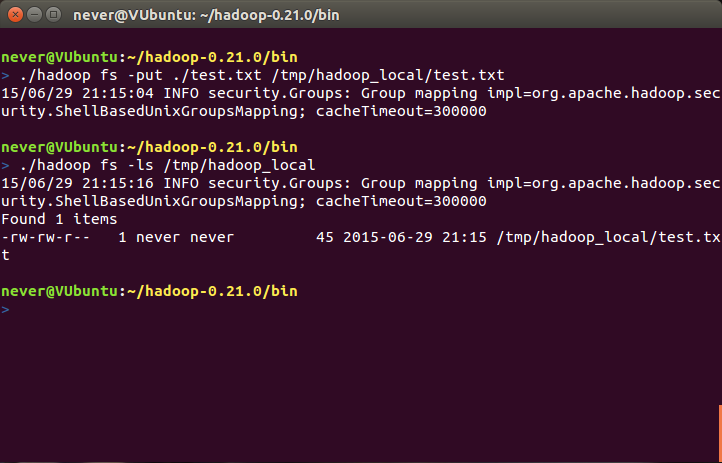 never@VUbuntu: ~/hadoop-0.21.0/bin
never@VUbuntu:~/hadoop-0.21.0/bin
> ./hadoop fs -put ./test.txt /tmp/hadoop_local/test.txt
15/06/29 21:15:04 INFO security.Groups: Group mapping impl=org.apache.hadoop.sec
urity.ShellBasedUnixGroupsMapping; cacheTimeout=300000
never@VUbuntu:~/hadoop-0.21.0/bin
> ./hadoop fs -ls /tmp/hadoop_local
15/06/29 21:15:16 INFO security.Groups: Group mapping impl=org.apache.hadoop.sec
urity.ShellBasedUnixGroupsMapping; cacheTimeout=300000
Found 1 items
-rw-rw-r--   1 never never         45 2015-06-29 21:15 /tmp/hadoop_local/test.tx
t
never@VUbuntu:~/hadoop-0.21.0/bin
>